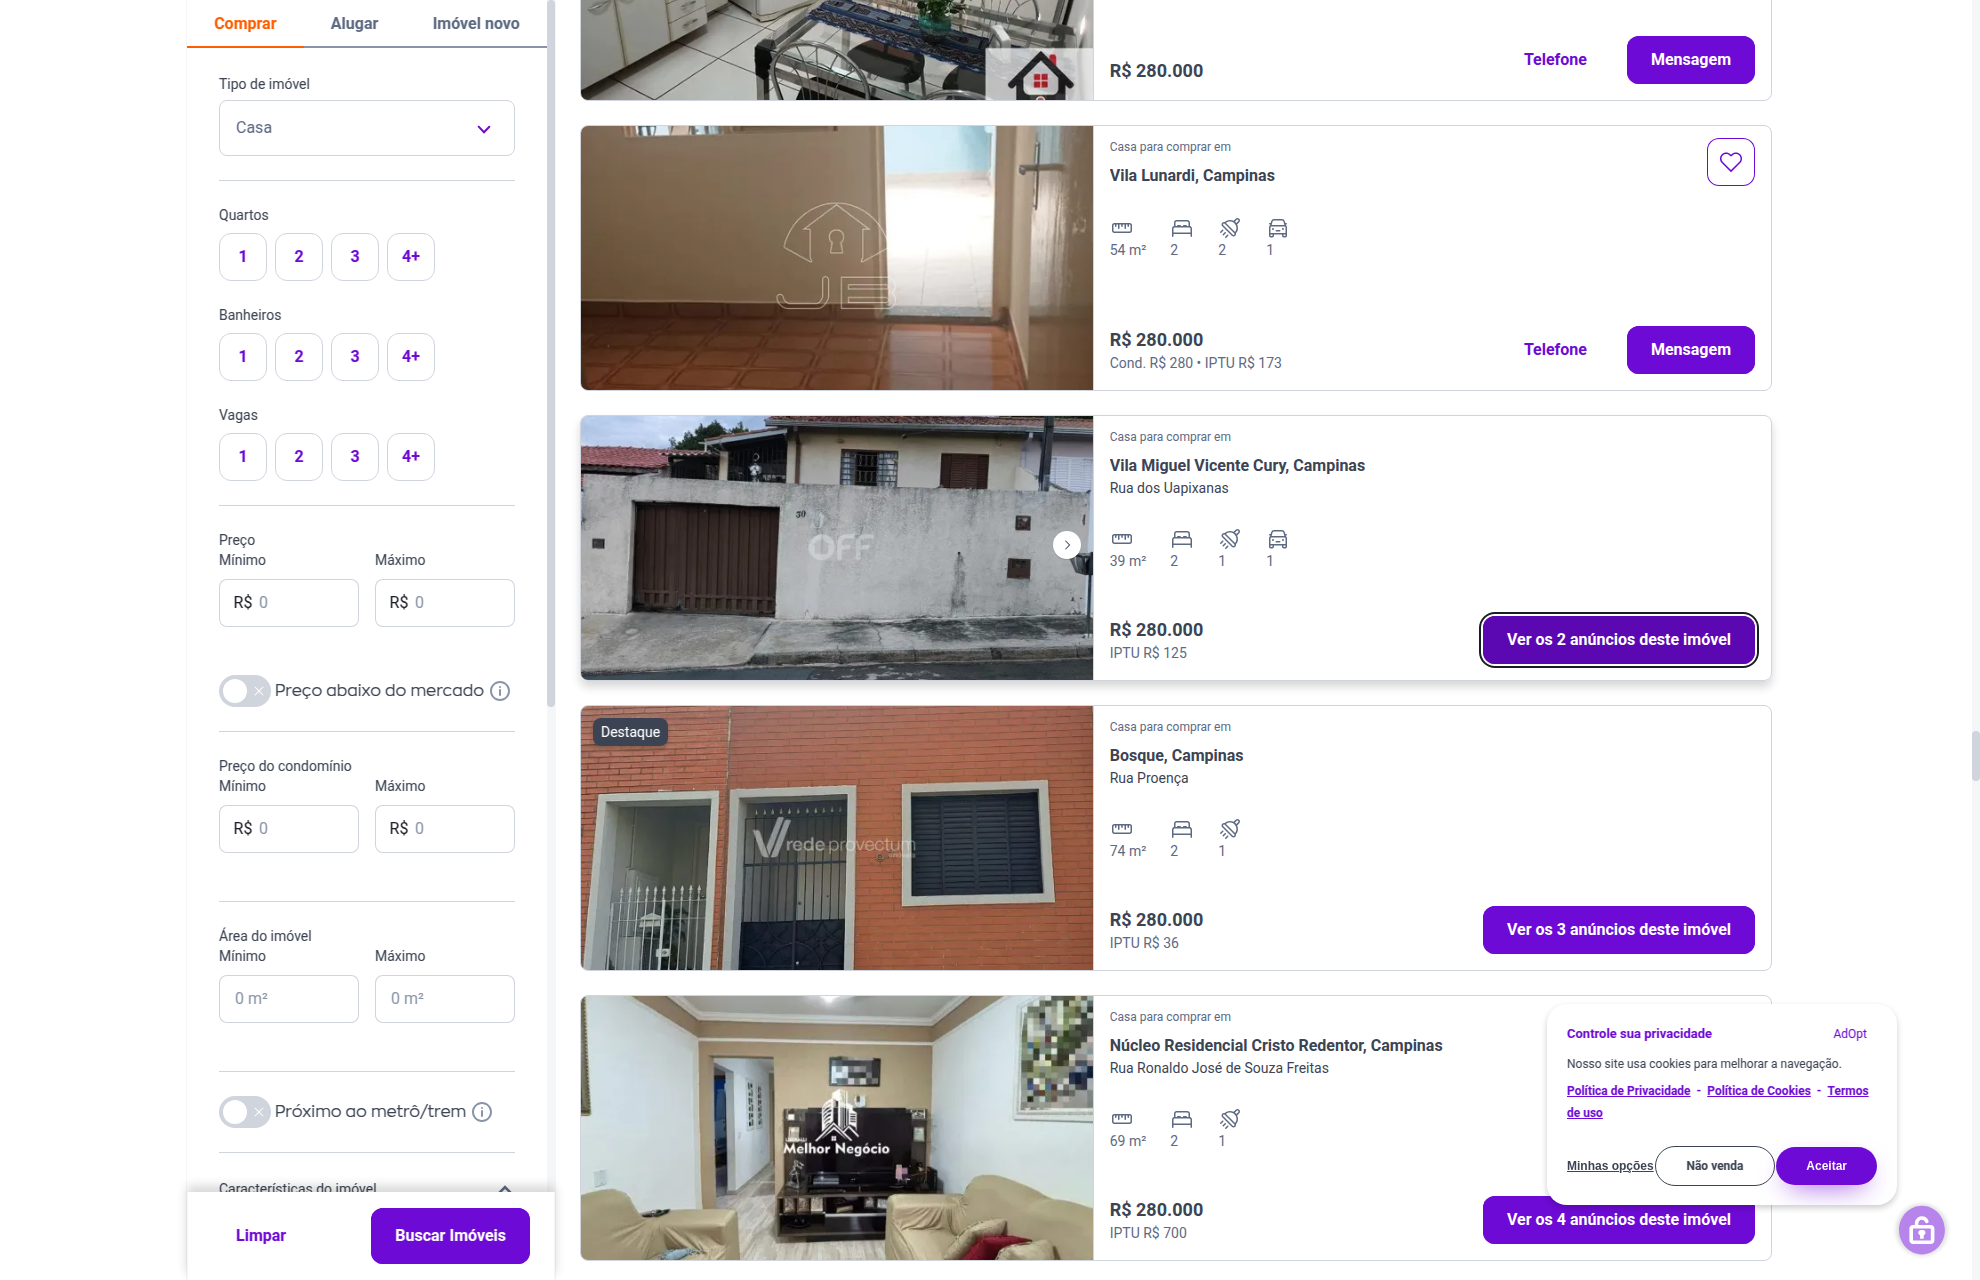 Comprar
Alugar
Imóvel novo
Tipo de imóvel
Casa
Quartos
1
2
3
4+
Banheiros
1
2
3
4+
Vagas
1
2
3
4+
Preço
Mínimo
Máximo
R$ 0
R$ 0
Preço abaixo do mercado
Preço do condomínio
Mínimo
Máximo
R$ 0
R$ 0
Área do imóvel
Mínimo
Máximo
0 m²
0 m²
Próximo ao metrô/trem
Características do imóvel
Limpar
Buscar Imóveis
R$ 280.000
Telefone
Mensagem
JB
Casa para comprar em
Vila Lunardi, Campinas
54 m²
2
2
1
R$ 280.000
Cond. R$ 280 • IPTU R$ 173
Telefone
Mensagem
30
OFF
Casa para comprar em
Vila Miguel Vicente Cury, Campinas
Rua dos Uapixanas
39 m²
2
1
1
R$ 280.000
IPTU R$ 125
Ver os 2 anúncios deste imóvel
Destaque
rede provectum
imóveis
Casa para comprar em
Bosque, Campinas
Rua Proença
74 m²
2
1
R$ 280.000
IPTU R$ 36
Ver os 3 anúncios deste imóvel
Melhor Negócio
Casa para comprar em
Núcleo Residencial Cristo Redentor, Campinas
Rua Ronaldo José de Souza Freitas
69 m²
2
1
R$ 280.000
IPTU R$ 700
Ver os 4 anúncios deste imóvel
Controle sua privacidade
AdOpt
Nosso site usa cookies para melhorar a navegação.
Política de Privacidade - Política de Cookies - Termos
de uso
Minhas opções
Não venda
Aceitar